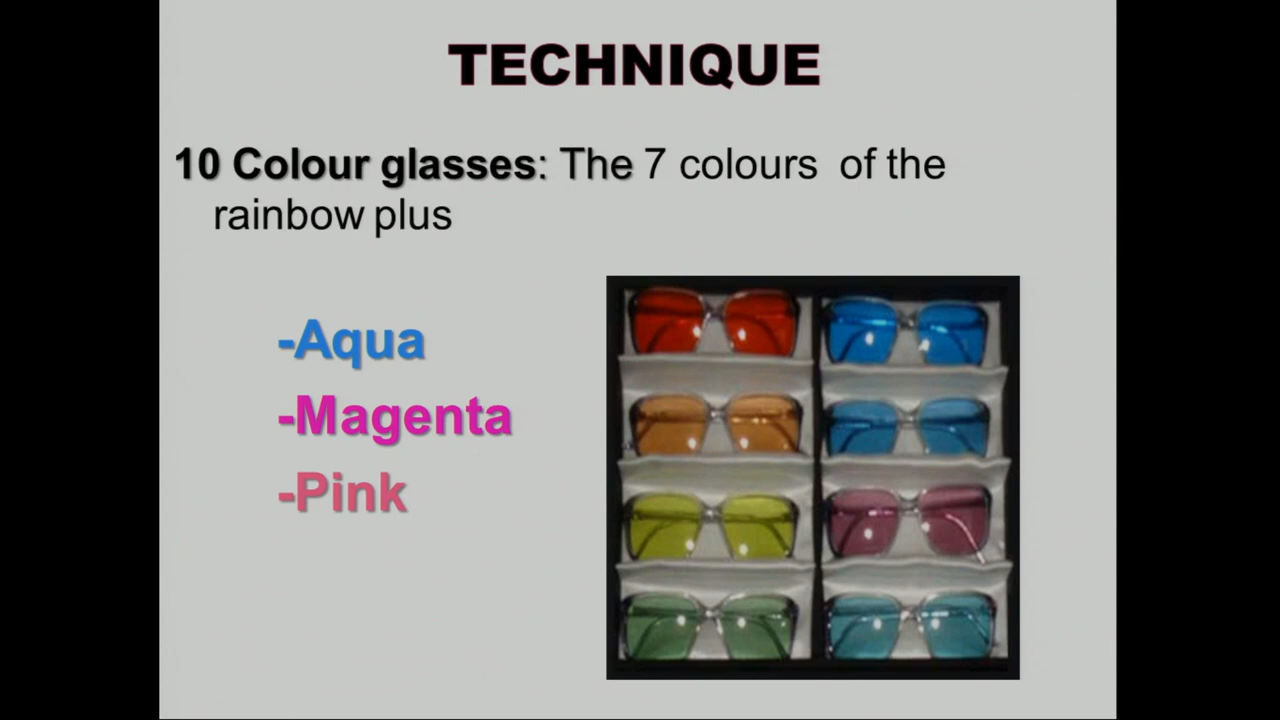 TECHNIQUE
10 Colour glasses: The 7 colours of the
rainbow plus
-Aqua
-Magenta
-Pink